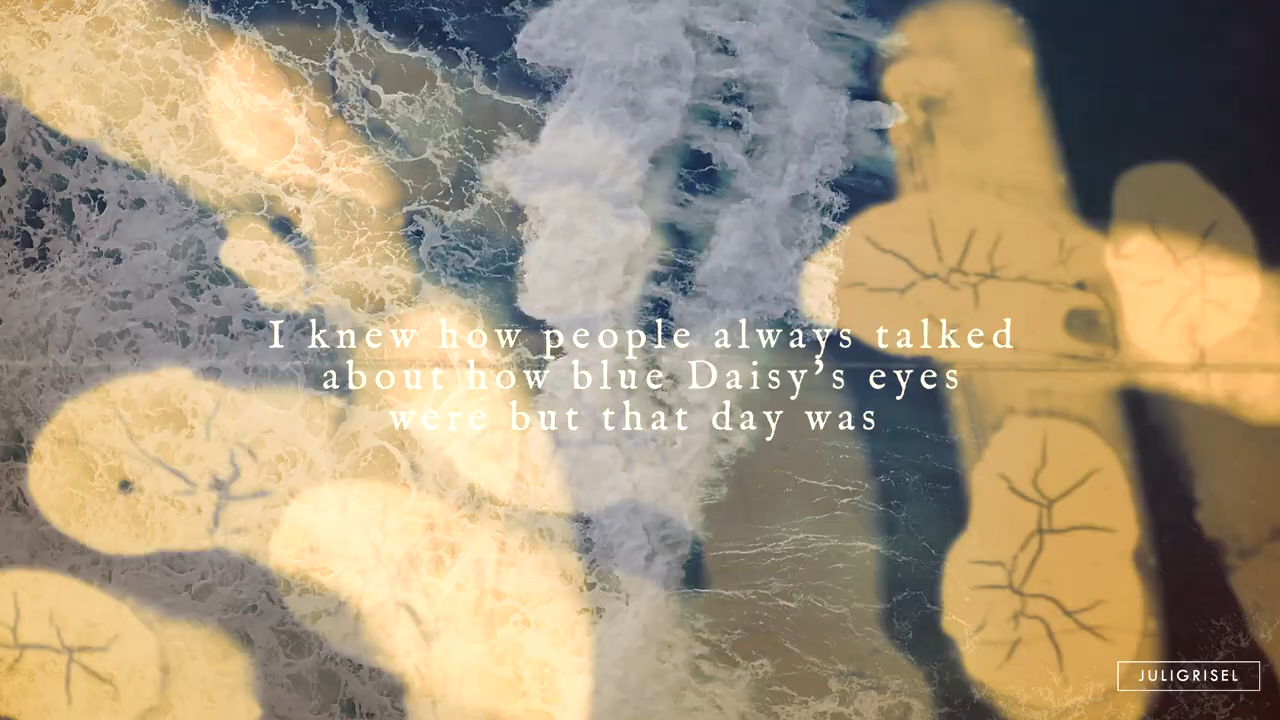 I knew how people always talked
about how blue Daisy’s eyes
were but that day was
JULIGRISEL